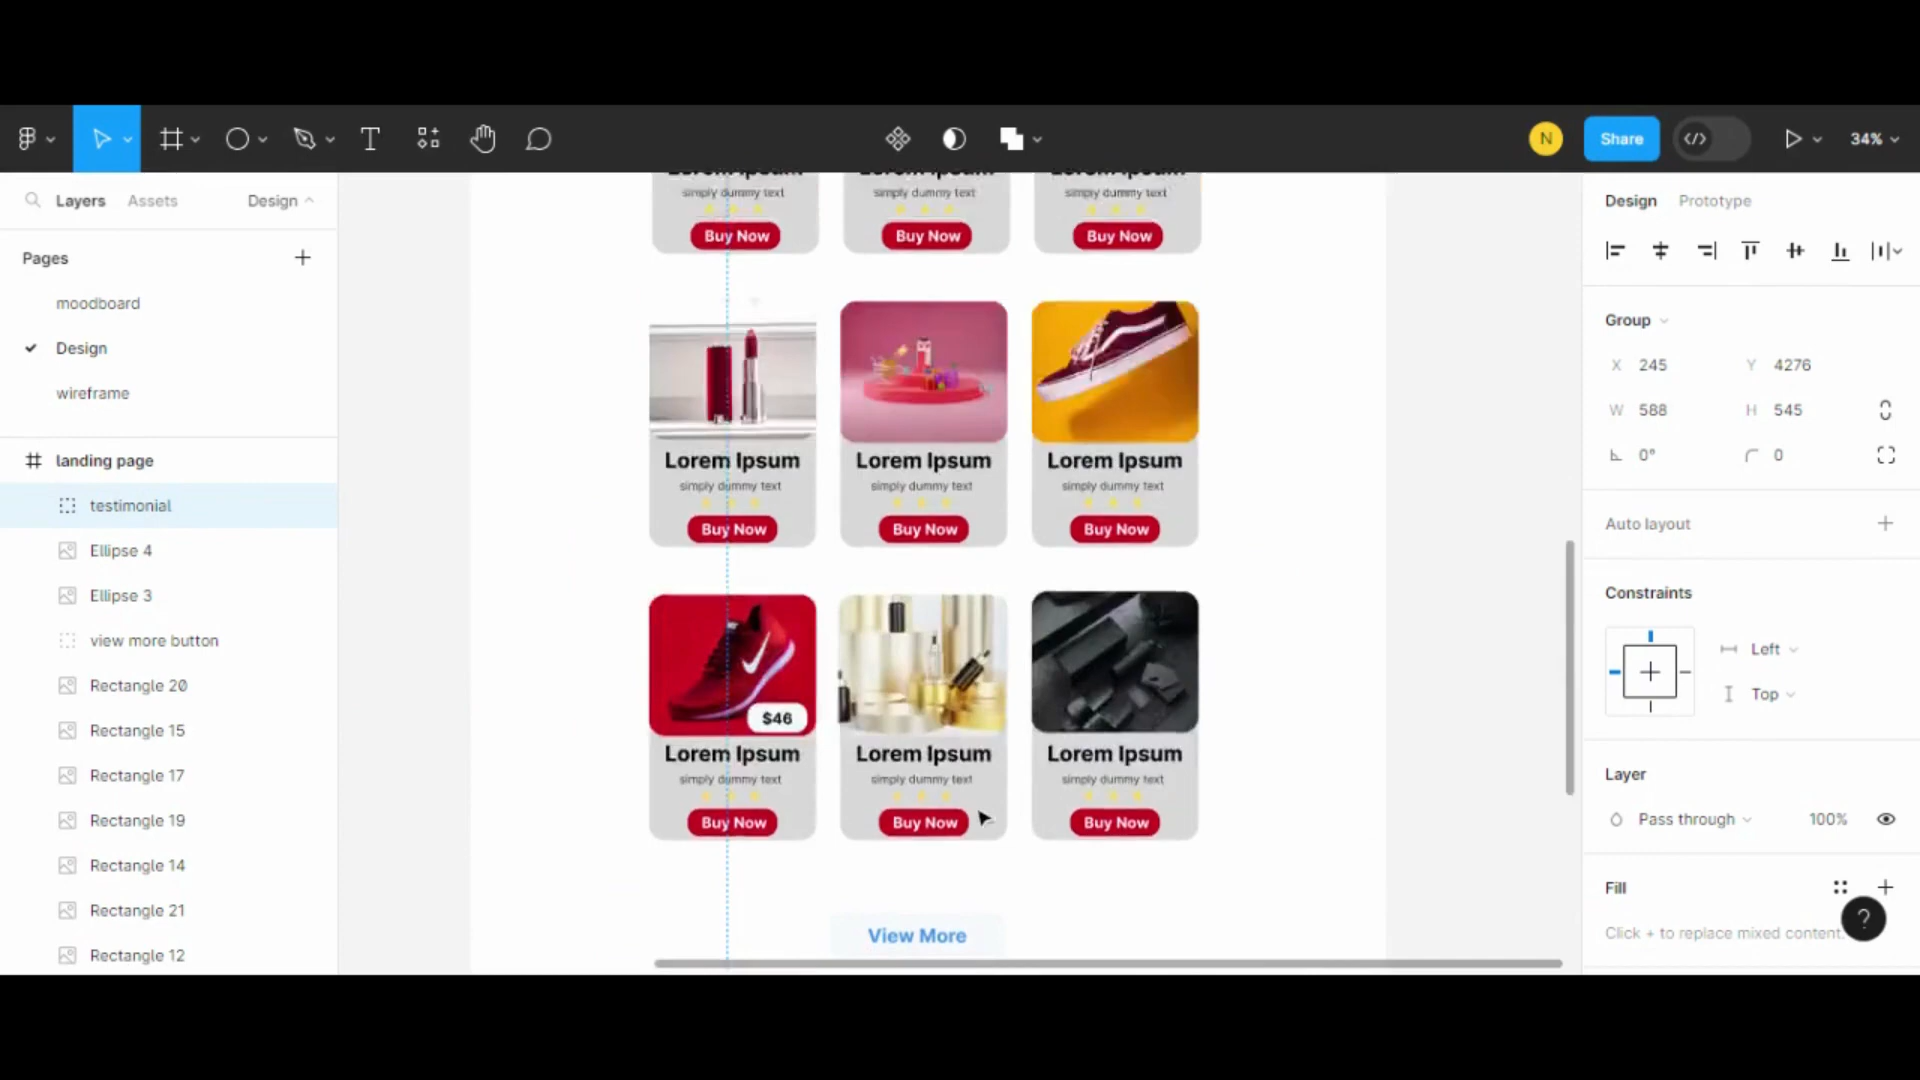 N
Share
34%
Layers
Assets
Design
Pages
moodboard
Design
wireframe
landing page
testimonial
Ellipse 4
Ellipse 3
view more button
Rectangle 20
Rectangle 15
Rectangle 17
Rectangle 19
Rectangle 14
Rectangle 21
Rectangle 12
Lorem Ipsum Lorem Ipsum Lorem Ipsum
simply dummy text simply dummy text simply dummy text
Buy Now Buy Now Buy Now
Lorem Ipsum Lorem Ipsum Lorem Ipsum
simply dummy text simply dummy text simply dummy text
Buy Now Buy Now Buy Now
$46
Lorem Ipsum Lorem Ipsum Lorem Ipsum
simply dummy text simply dummy text simply dummy text
Buy Now Buy Now Buy Now
View More
Design Prototype
Group
X 245 Y 4276
W 588 H 545
0° 0
Auto layout
Constraints
Left
Top
Layer
Pass through 100%
Fill
Click + to replace mixed content.
?